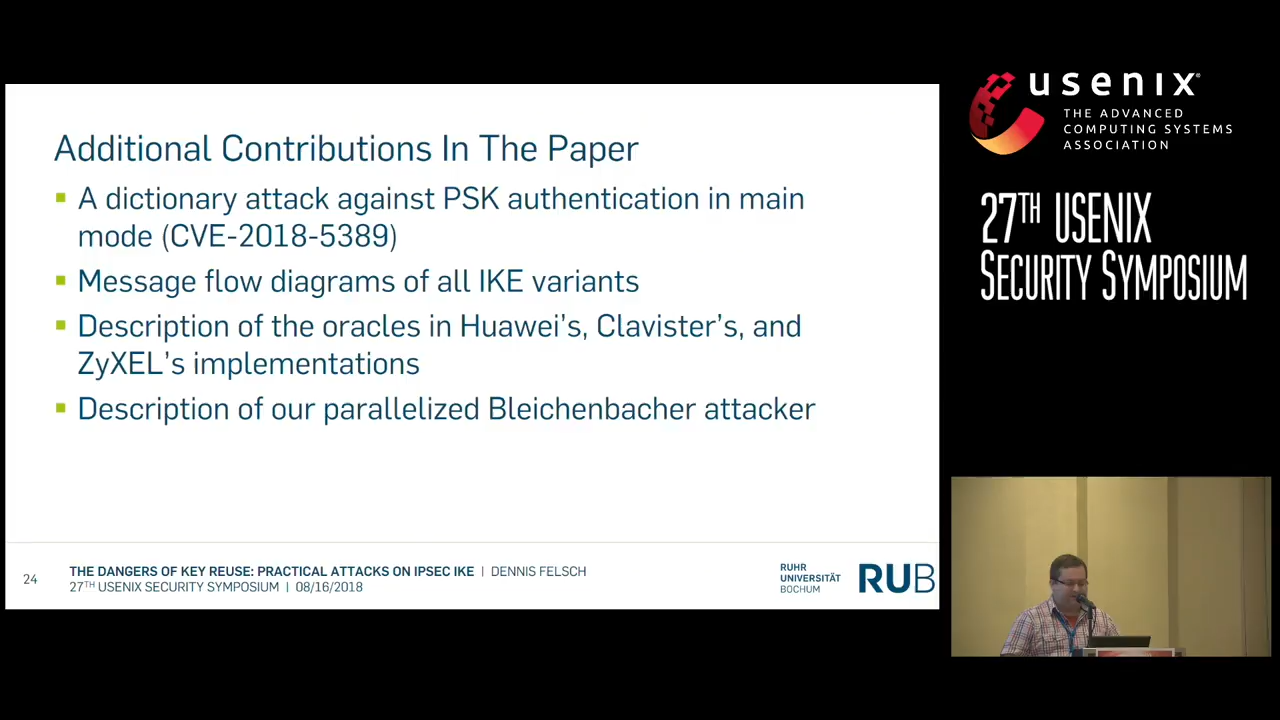 Additional Contributions In The Paper
▪ A dictionary attack against PSK authentication in main
mode (CVE-2018-5389)
▪ Message flow diagrams of all IKE variants
▪ Description of the oracles in Huawei's, Clavister's, and
ZyXEL's implementations
▪ Description of our parallelized Bleichenbacher attacker
24
THE DANGERS OF KEY REUSE: PRACTICAL ATTACKS ON IPSEC IKE | DENNIS FELSCH
27TH USENIX SECURITY SYMPOSIUM | 08/16/2018
RUHR
UNIVERSITÄT
BOCHUM
RUB
usenix®
THE ADVANCED
COMPUTING SYSTEMS
ASSOCIATION
27TH USENIX
SECURITY SYMPOSIUM